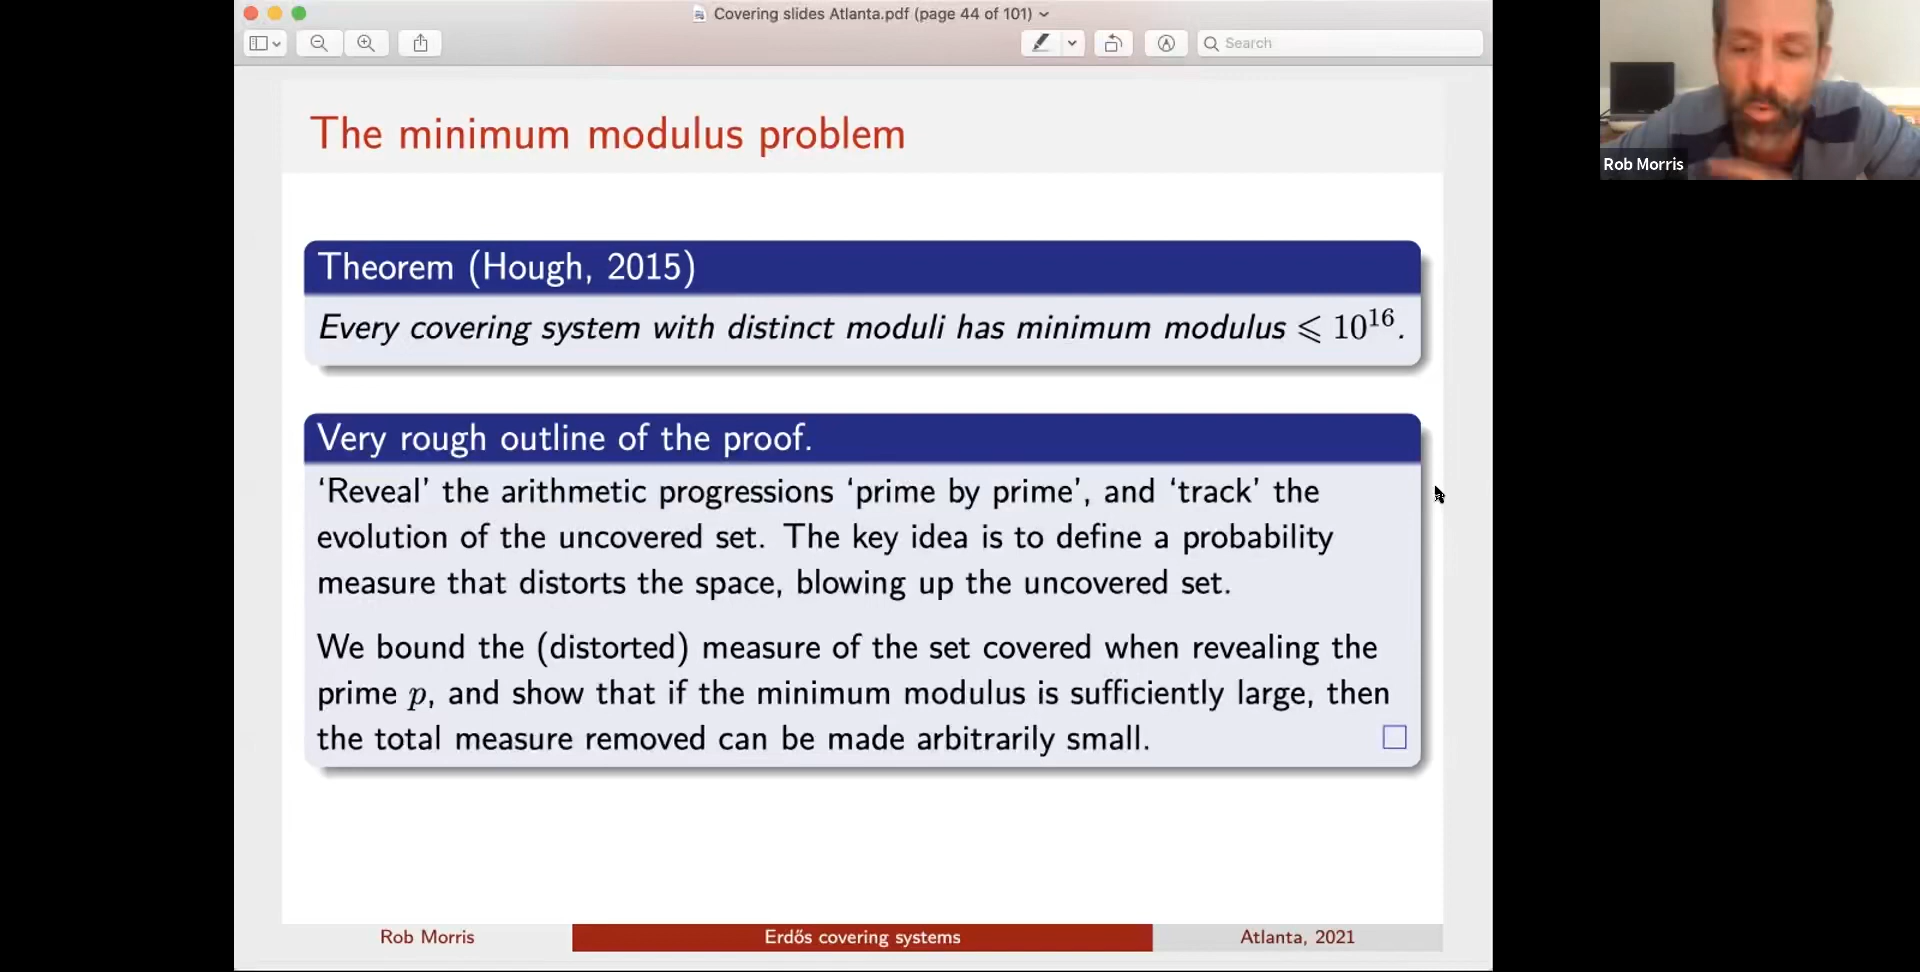 Covering slides Atlanta.pdf (page 44 of 101)
Search
The minimum modulus problem
Theorem (Hough, 2015)
Every covering system with distinct moduli has minimum modulus ⩽ 10¹⁶.
Very rough outline of the proof.
‘Reveal’ the arithmetic progressions ‘prime by prime’, and ‘track’ the
evolution of the uncovered set. The key idea is to define a probability
measure that distorts the space, blowing up the uncovered set.
We bound the (distorted) measure of the set covered when revealing the
prime p, and show that if the minimum modulus is sufficiently large, then
the total measure removed can be made arbitrarily small.
Rob Morris
Erdős covering systems
Atlanta, 2021
Rob Morris